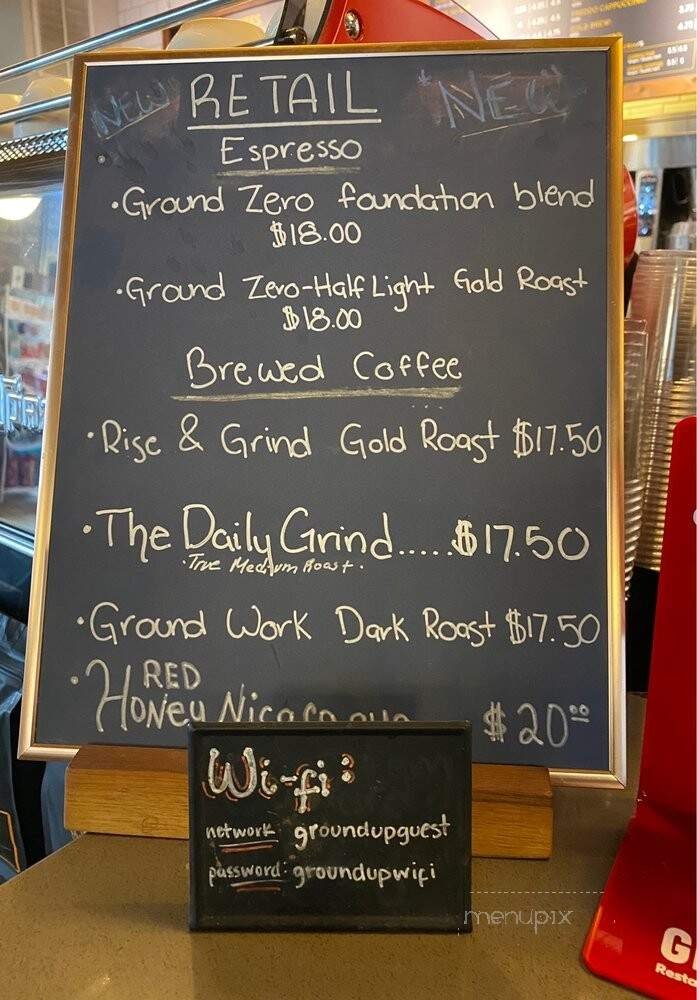 NEW RETAIL "NEW"
Espresso
·Ground Zero foundation blend
$18.00
·Ground Zero-Half Light Gold Roast
$18.00
Brewed Coffee
·Rise & Grind Gold Roast $17.50
·The Daily Grind.....$17.50
·True Medium Roast·
·Ground Work Dark Roast $17.50
·RED
Honey $20.00
Wi-fi:
network: groundupguest
password: groundupwifi
menupix